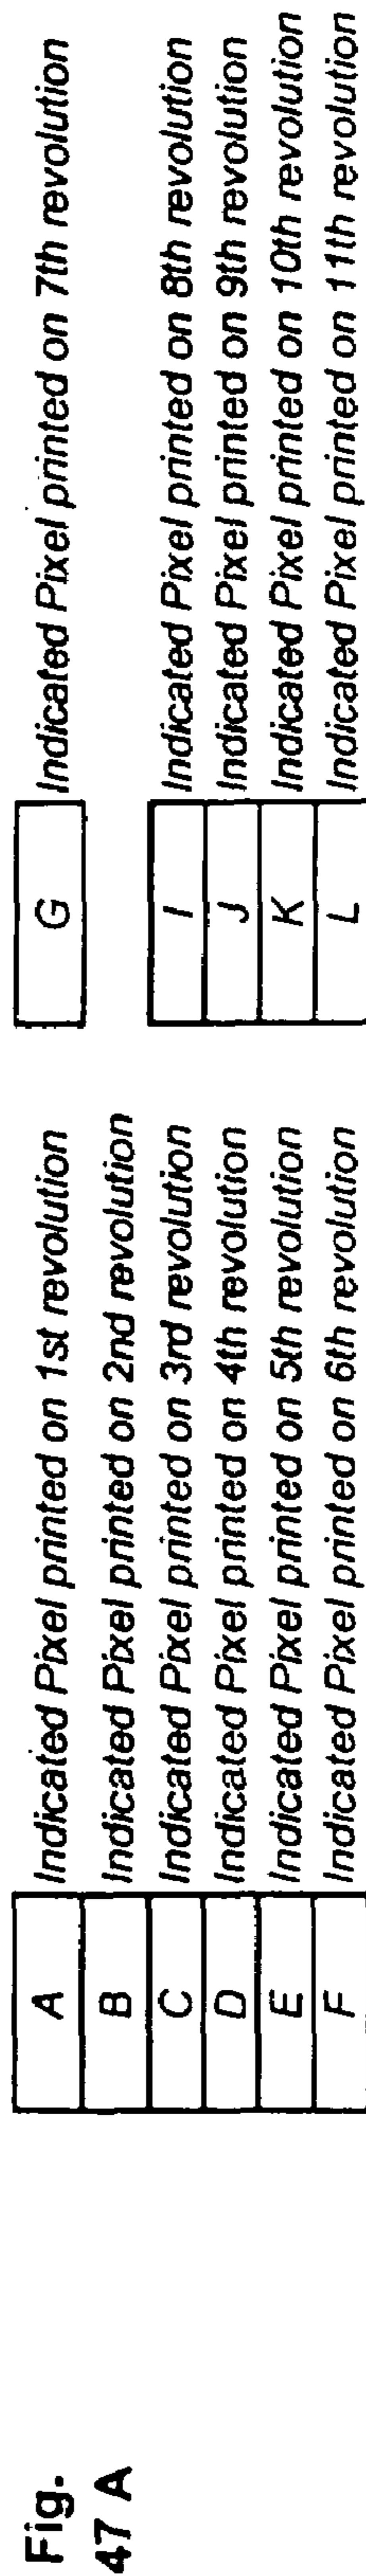 Fig.
47 A
A Indicated Pixel printed on 1st revolution
B Indicated Pixel printed on 2nd revolution
C Indicated Pixel printed on 3rd revolution
D Indicated Pixel printed on 4th revolution
E Indicated Pixel printed on 5th revolution
F Indicated Pixel printed on 6th revolution
G Indicated Pixel printed on 7th revolution
I Indicated Pixel printed on 8th revolution
J Indicated Pixel printed on 9th revolution
K Indicated Pixel printed on 10th revolution
L Indicated Pixel printed on 11th revolution